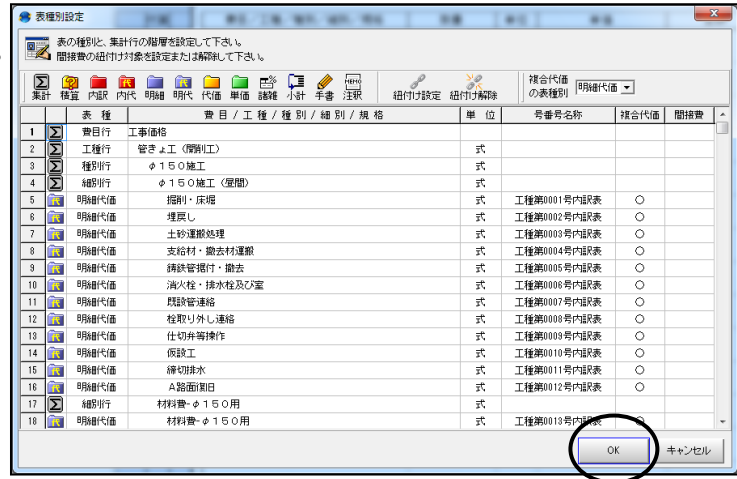 表種別設定
表の種別と、集計行の階層を設定して下さい。
間接費の紐付け対象を設定または解除して下さい。
集計 積算 内訳 内代 明細 明代 代価 単価 諸雑 小計 手書 注釈 紐付け設定 紐付け解除 複合代価の表種別 明細代価
表 種 費目/工種/種別/細別/規格 単 位 号番号名称 複合代価 間接費
1 費目行 工事価格
2 工種行 管きょ工(開削工) 式
3 種別行 φ150施工 式
4 細別行 φ150施工(昼間) 式
5 明細代価 掘削・床堀 式 工種第0001号内訳表 ○
6 明細代価 埋戻し 式 工種第0002号内訳表 ○
7 明細代価 土砂運搬処理 式 工種第0003号内訳表 ○
8 明細代価 支給材・撤去材運搬 式 工種第0004号内訳表 ○
9 明細代価 鋳鉄管据付・撤去 式 工種第0005号内訳表 ○
10 明細代価 消火栓・排水栓及び室 式 工種第0006号内訳表 ○
11 明細代価 既設管連絡 式 工種第0007号内訳表 ○
12 明細代価 栓取り外し連絡 式 工種第0008号内訳表 ○
13 明細代価 仕切弁等操作 式 工種第0009号内訳表 ○
14 明細代価 仮設工 式 工種第0010号内訳表 ○
15 明細代価 締切排水 式 工種第0011号内訳表 ○
16 明細代価 A路面復旧 式 工種第0012号内訳表 ○
17 細別行 材料費-φ150用 式
18 明細代価 材料費-φ150用 式 工種第0013号内訳表 ○
OK キャンセル